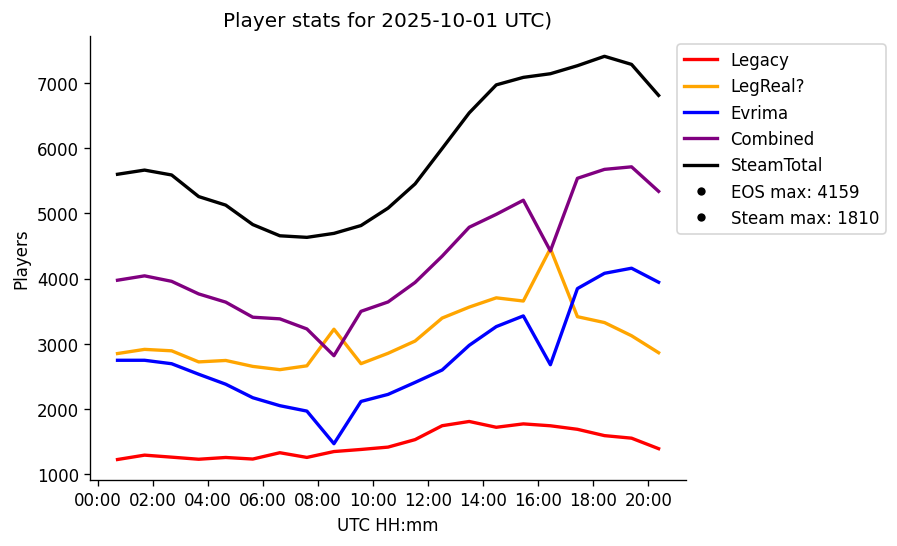 Player stats for 2025-10-01 UTC)
Legacy
LegReal?
Evrima
Combined
SteamTotal
EOS max: 4159
Steam max: 1810
Players
7000
6000
5000
4000
3000
2000
1000
00:00 02:00 04:00 06:00 08:00 10:00 12:00 14:00 16:00 18:00 20:00
UTC HH:mm